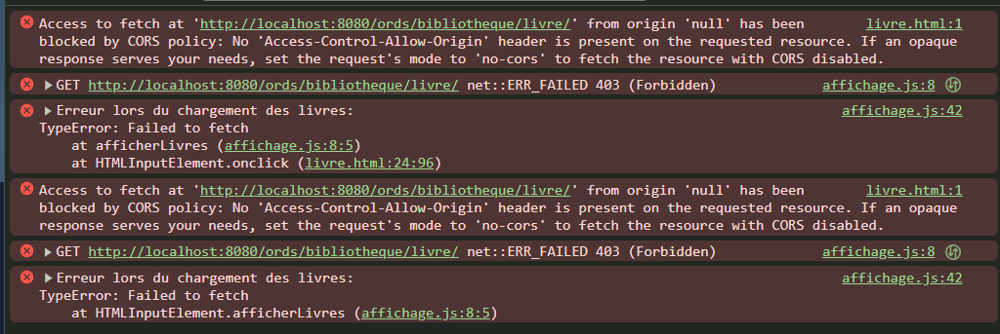 Access to fetch at 'http://localhost:8080/ords/bibliotheque/livre/' from origin 'null' has been livre.html:1
blocked by CORS policy: No 'Access-Control-Allow-Origin' header is present on the requested resource. If an opaque
response serves your needs, set the request's mode to 'no-cors' to fetch the resource with CORS disabled.
GET http://localhost:8080/ords/bibliotheque/livre/ net::ERR_FAILED 403 (Forbidden) affichage.js:8
Erreur lors du chargement des livres: affichage.js:42
TypeError: Failed to fetch
at afficherLivres (affichage.js:8:5)
at HTMLInputElement.onclick (livre.html:24:96)
Access to fetch at 'http://localhost:8080/ords/bibliotheque/livre/' from origin 'null' has been livre.html:1
blocked by CORS policy: No 'Access-Control-Allow-Origin' header is present on the requested resource. If an opaque
response serves your needs, set the request's mode to 'no-cors' to fetch the resource with CORS disabled.
GET http://localhost:8080/ords/bibliotheque/livre/ net::ERR_FAILED 403 (Forbidden) affichage.js:8
Erreur lors du chargement des livres: affichage.js:42
TypeError: Failed to fetch
at HTMLInputElement.afficherLivres (affichage.js:8:5)